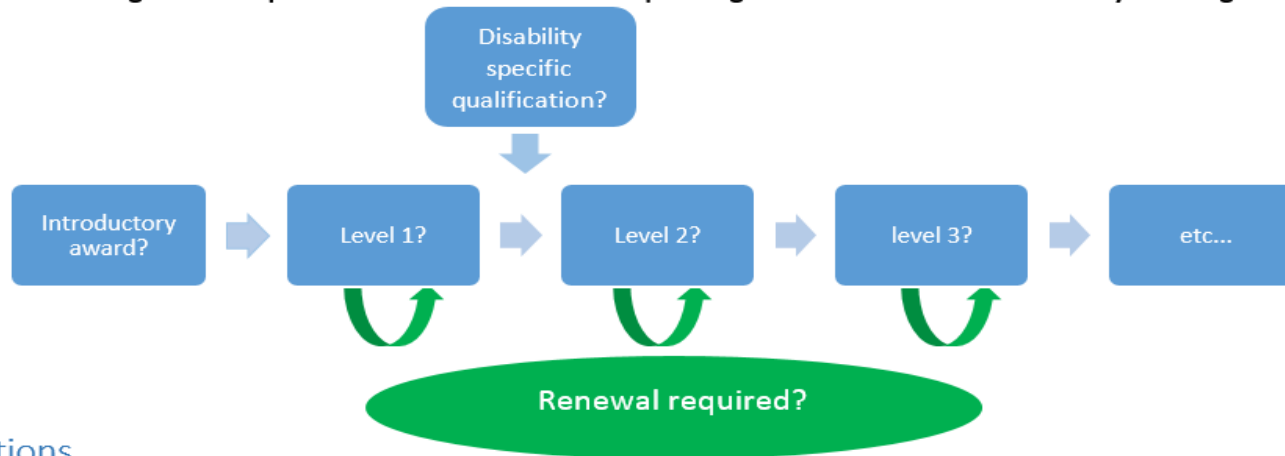 Disability
specific
qualification?
Introductory
award?
Level 1?
Level 2?
level 3?
etc...
Renewal required?